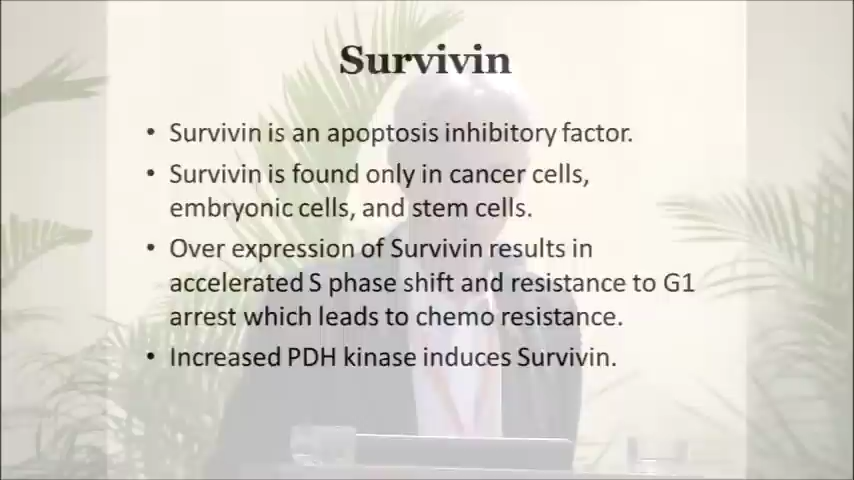 Survivin
• Survivin is an apoptosis inhibitory factor.
• Survivin is found only in cancer cells,
embryonic cells, and stem cells.
• Over expression of Survivin results in
accelerated S phase shift and resistance to G1
arrest which leads to chemo resistance.
• Increased PDH kinase induces Survivin.